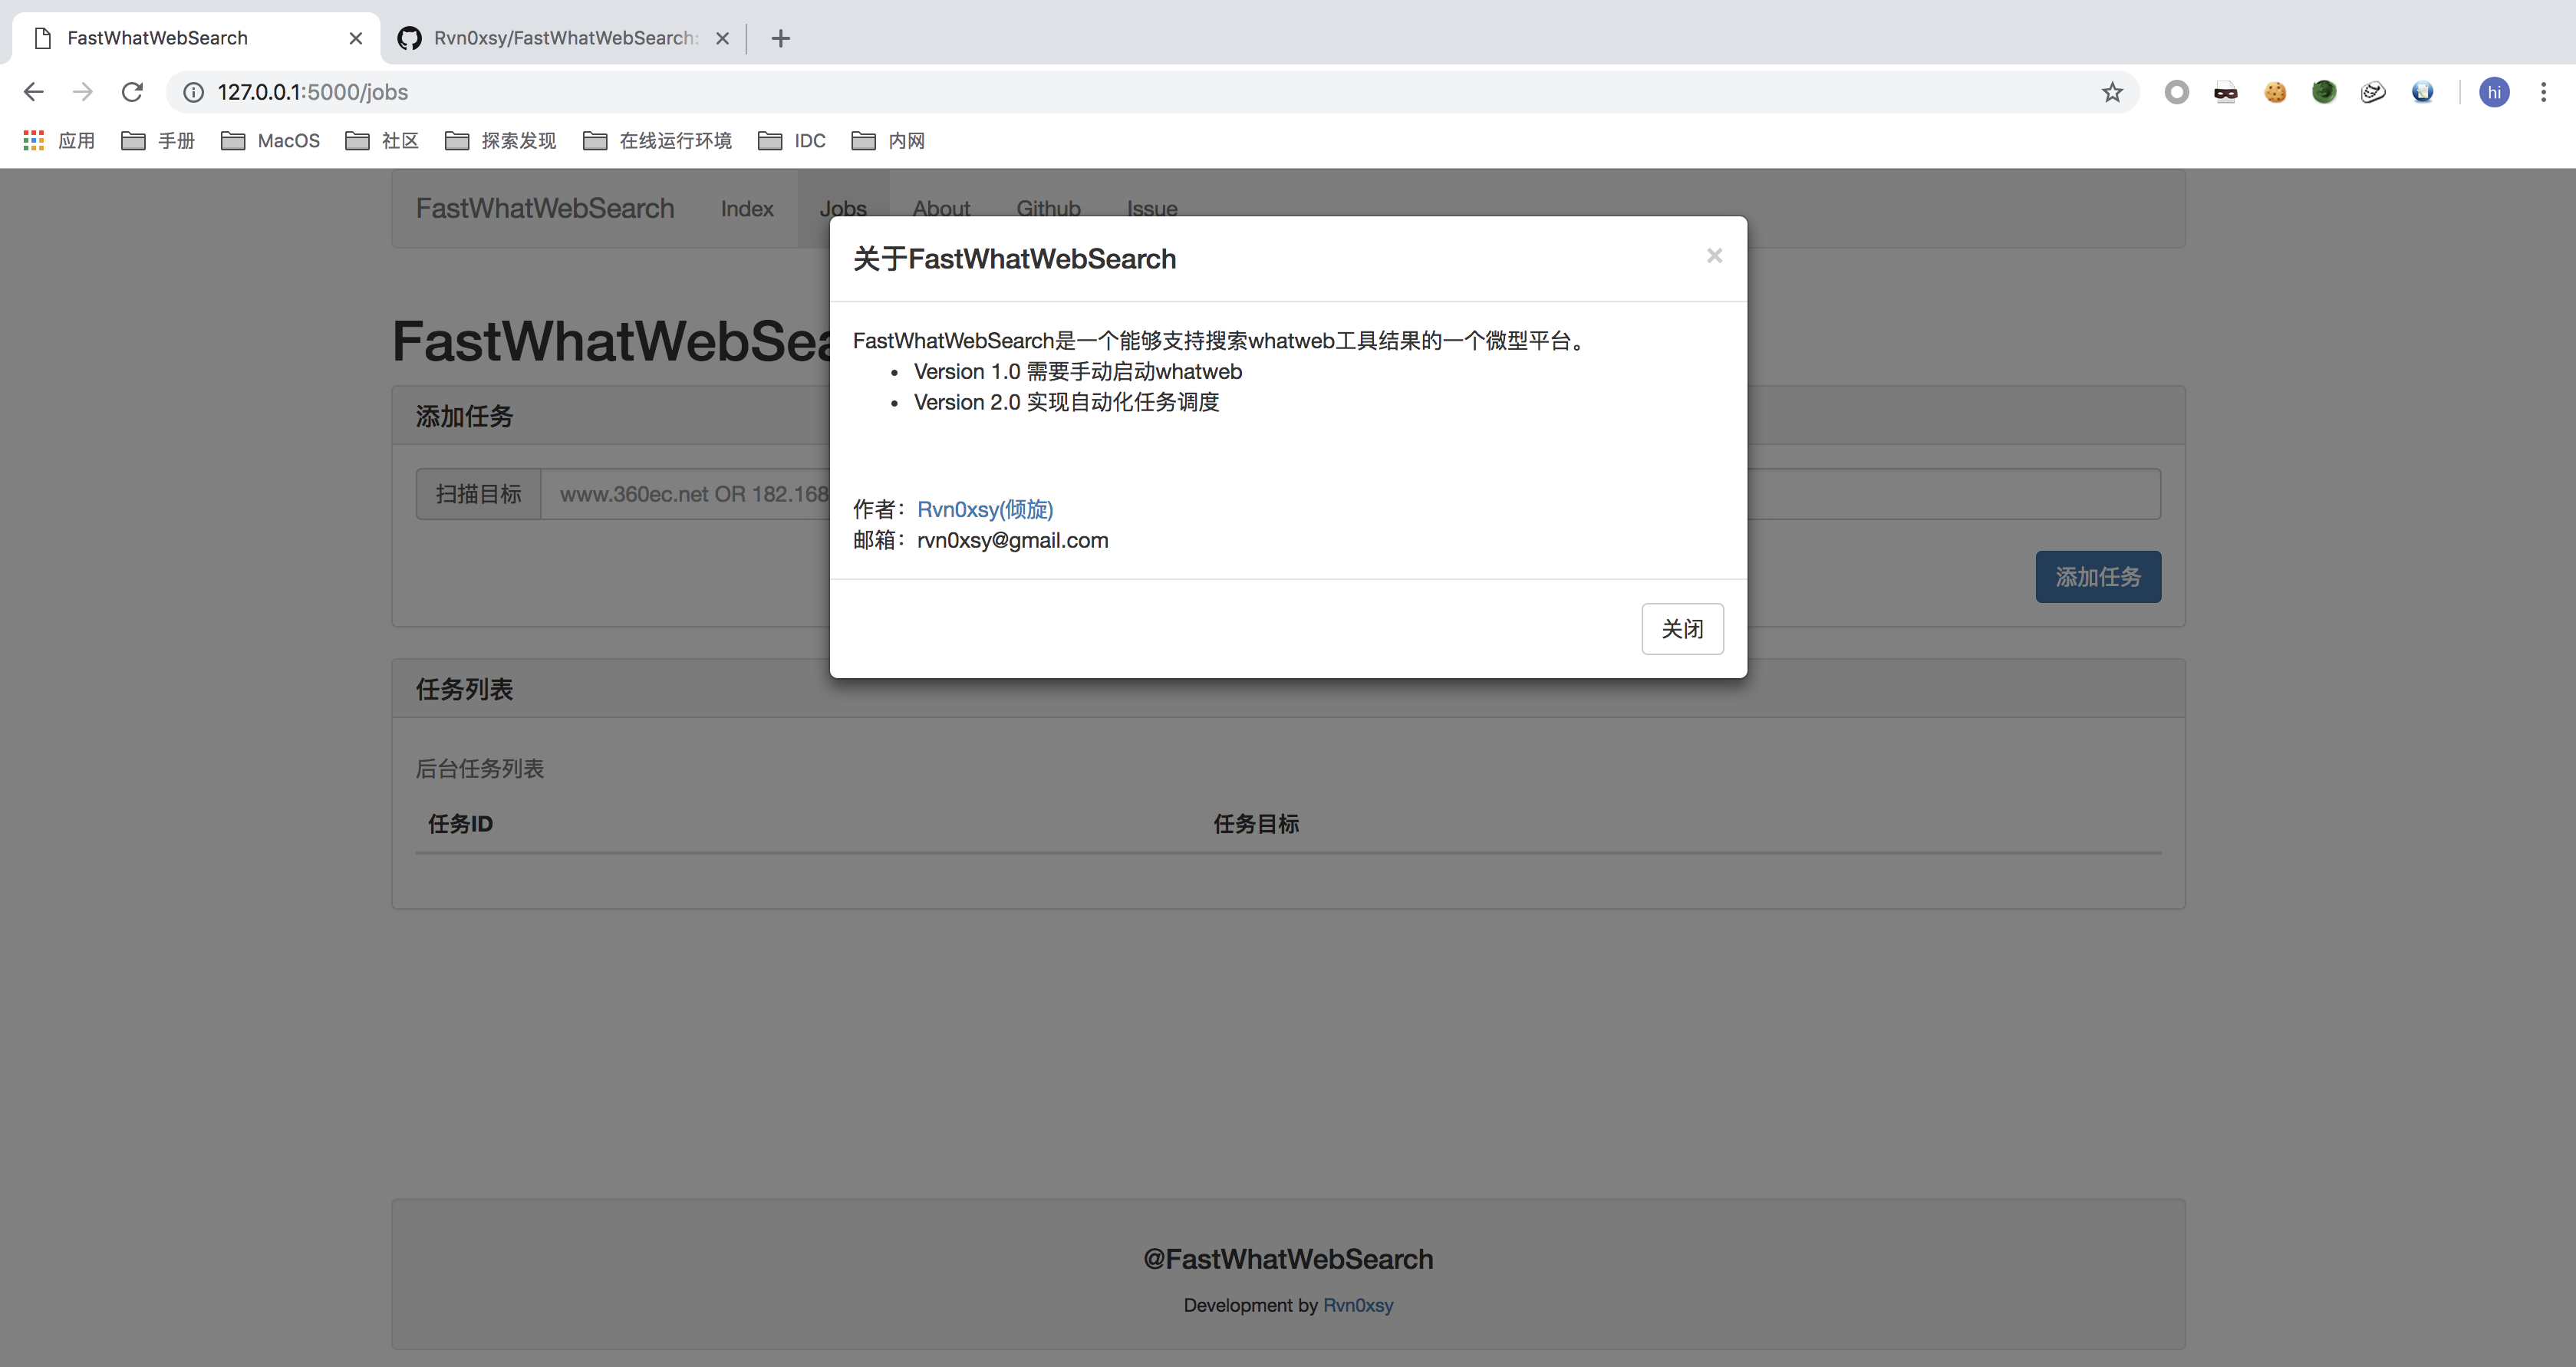 FastWhatWebSearch
Rvn0xsy/FastWhatWebSearch:
127.0.0.1:5000/jobs
hi
应用 手册 MacOS 社区 探索发现 在线运行环境 IDC 内网
FastWhatWebSearch Index Jobs About Github Issue
关于FastWhatWebSearch
×
FastWhatWebSearch是一个能够支持搜索whatweb工具结果的一个微型平台。
• Version 1.0 需要手动启动whatweb
• Version 2.0 实现自动化任务调度
作者：Rvn0xsy(倾旋)
邮箱：rvn0xsy@gmail.com
关闭
FastWhatWebSea
添加任务
扫描目标 www.360ec.net OR 182.168
添加任务
任务列表
后台任务列表
任务ID 任务目标
@FastWhatWebSearch
Development by Rvn0xsy